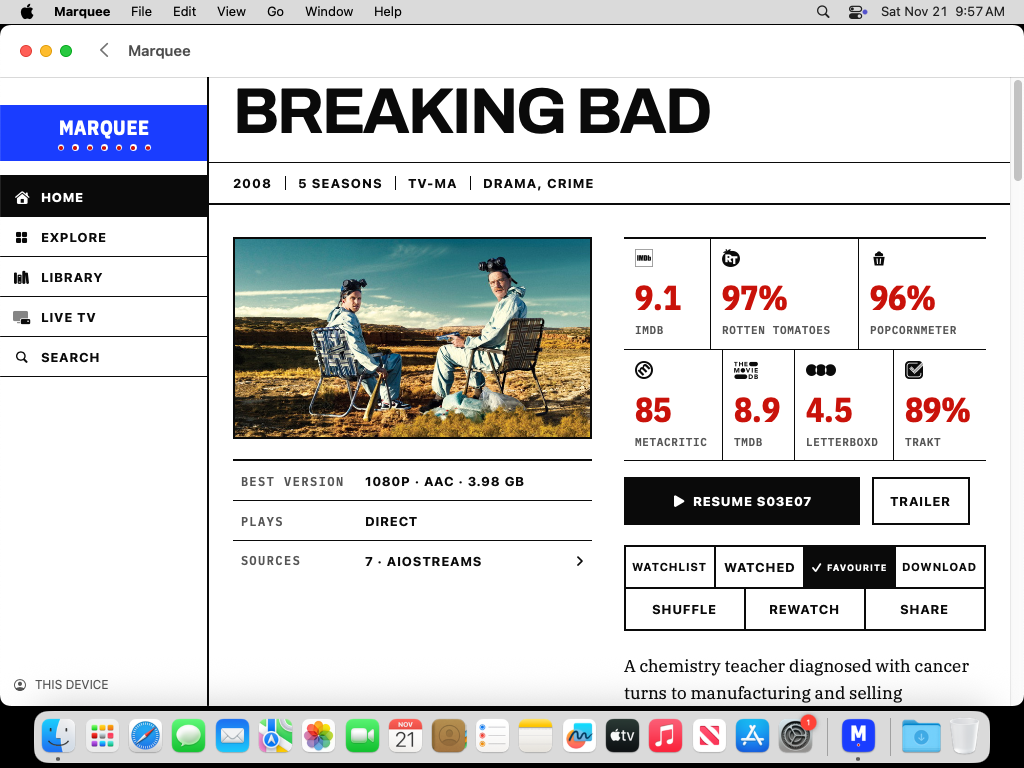 Marquee File Edit View Go Window Help Sat Nov 21 9:57 AM
Marquee
MARQUEE
HOME
EXPLORE
LIBRARY
LIVE TV
SEARCH
THIS DEVICE
BREAKING BAD
2008 5 SEASONS TV-MA DRAMA, CRIME
BEST VERSION 1080P · AAC · 3.98 GB
PLAYS DIRECT
SOURCES 7 · AIOSTREAMS
IMDb
9.1
IMDB
RT
97%
ROTTEN TOMATOES
96%
POPCORNMETER
85
METACRITIC
THE
MOVIE
DB
8.9
TMDB
4.5
LETTERBOXD
89%
TRAKT
RESUME S03E07 TRAILER
WATCHLIST WATCHED FAVOURITE DOWNLOAD
SHUFFLE REWATCH SHARE
A chemistry teacher diagnosed with cancer
turns to manufacturing and selling
NOV
21
tv
1
M